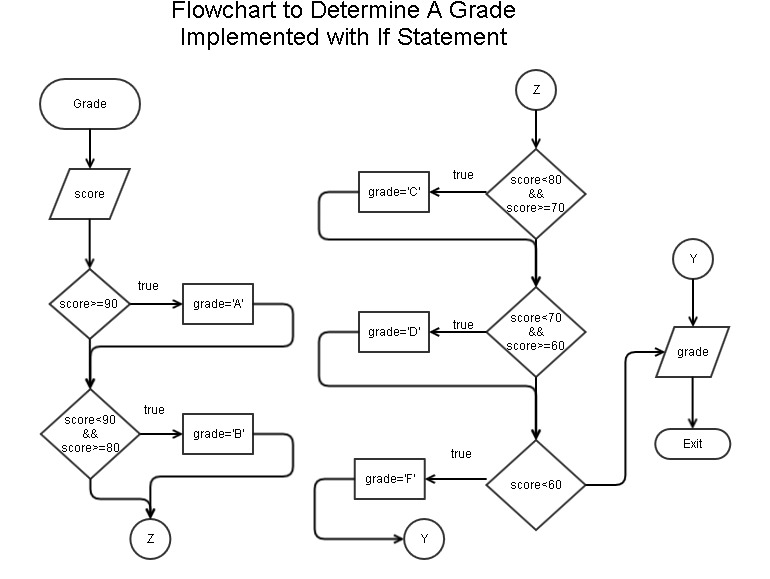 Flowchart to Determine A Grade
Implemented with If Statement
Grade
score
score>=90
true
grade='A'
score<90
&&
score>=80
true
grade='B'
Z
Z
score<80
&&
score>=70
true
grade='C'
score<70
&&
score>=60
true
grade='D'
score<60
true
grade='F'
Y
Y
grade
Exit